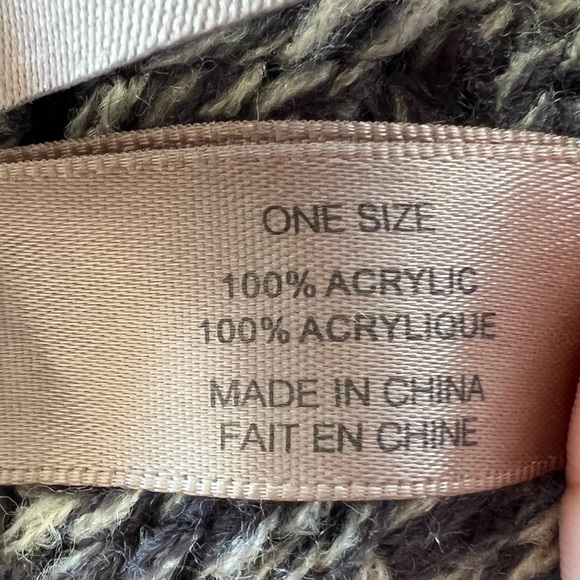 ONE SIZE
100% ACRYLIC
100% ACRYLIQUE
MADE IN CHINA
FAIT EN CHINE